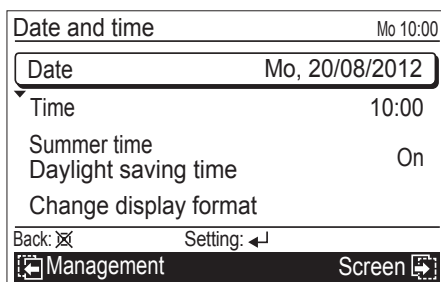 Date and time Mo 10:00
Date Mo, 20/08/2012
Time 10:00
Summer time
Daylight saving time On
Change display format
Back: Setting:
Management Screen